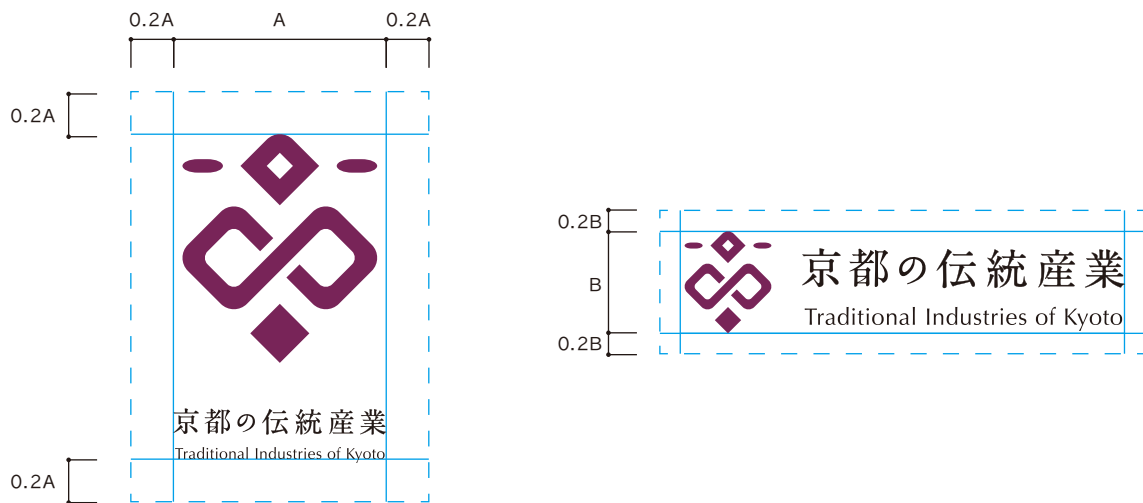 0.2A A 0.2A
0.2A
京都の伝統産業
Traditional Industries of Kyoto
0.2A
0.2B
B
0.2B
京都の伝統産業
Traditional Industries of Kyoto